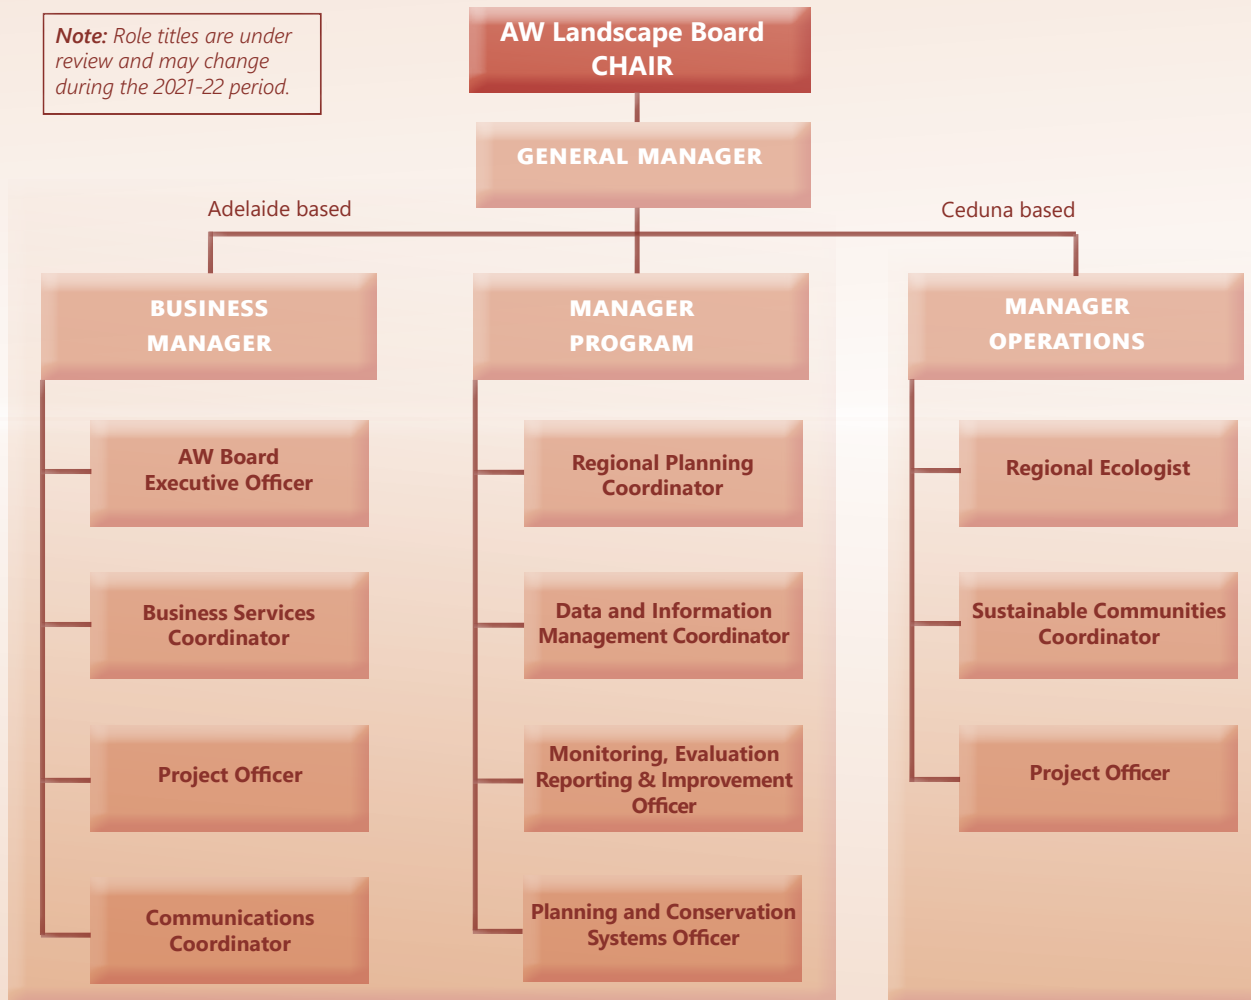 Note: Role titles are under
review and may change
during the 2021-22 period.
AW Landscape Board
CHAIR
GENERAL MANAGER
Adelaide based
Ceduna based
BUSINESS
MANAGER
MANAGER
PROGRAM
MANAGER
OPERATIONS
AW Board
Executive Officer
Business Services
Coordinator
Project Officer
Communications
Coordinator
Regional Planning
Coordinator
Data and Information
Management Coordinator
Monitoring, Evaluation
Reporting & Improvement
Officer
Planning and Conservation
Systems Officer
Regional Ecologist
Sustainable Communities
Coordinator
Project Officer